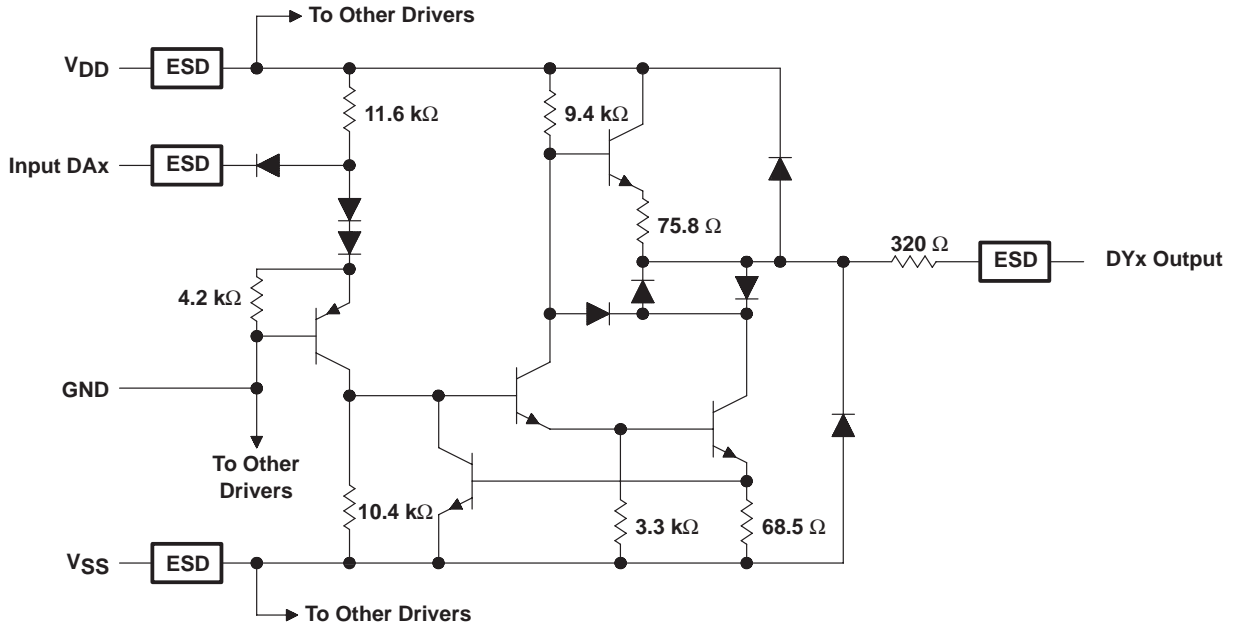 To Other Drivers
VDD
ESD
11.6 kΩ
9.4 kΩ
Input DAx
ESD
75.8 Ω
320 Ω
ESD
DYx Output
4.2 kΩ
GND
To Other
Drivers
10.4 kΩ
3.3 kΩ
68.5 Ω
VSS
ESD
To Other Drivers